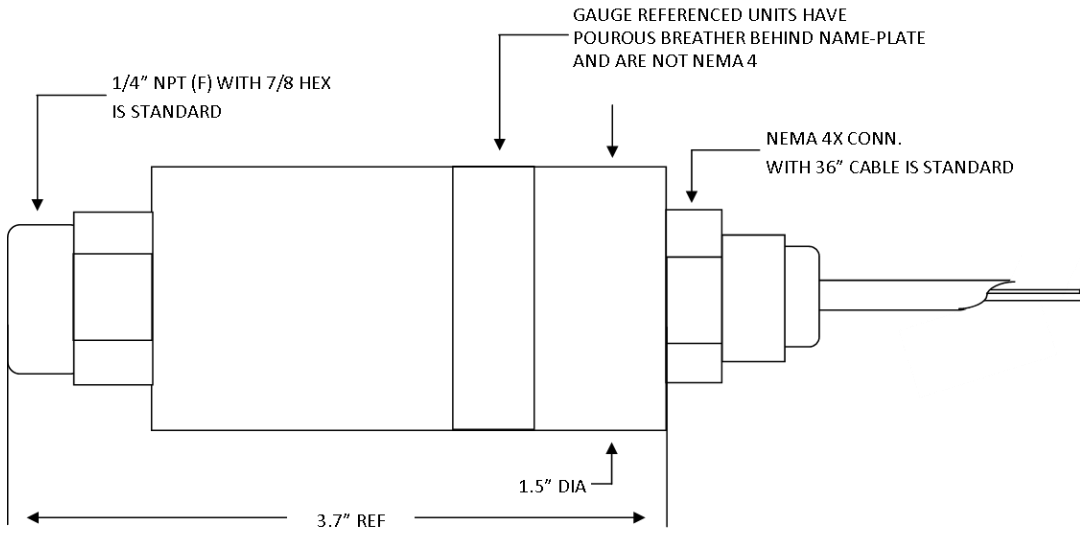 GAUGE REFERENCED UNITS HAVE
POUROUS BREATHER BEHIND NAME-PLATE
AND ARE NOT NEMA 4
1/4" NPT (F) WITH 7/8 HEX
IS STANDARD
NEMA 4X CONN.
WITH 36" CABLE IS STANDARD
1.5" DIA
3.7" REF